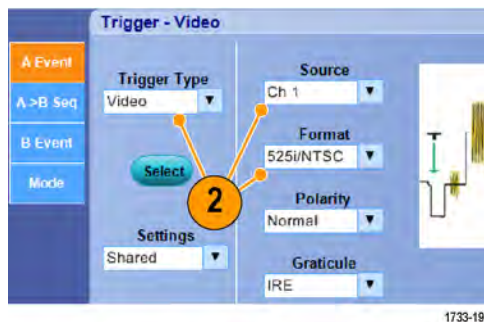 Trigger - Video
A Event
A->B Seq
B Event
Mode
Trigger Type
Video
Select
Settings
Shared
Source
Ch 1
Format
525i/NTSC
Polarity
Normal
Graticule
IRE
2
T
1733-19